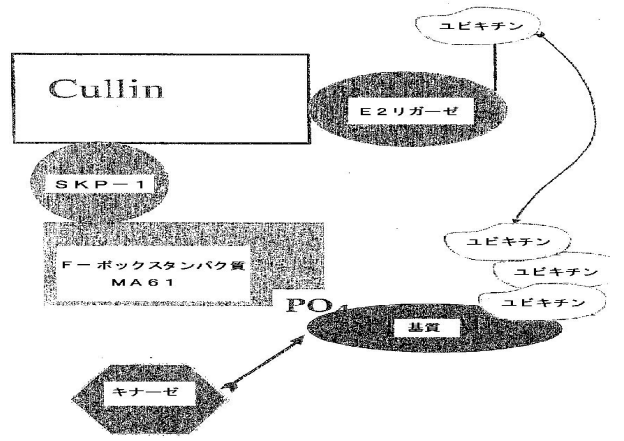 ユビキチン
Cullin
E2リガーゼ
SKP-1
ユビキチン
F-ボックスタンパク質
MA61
ユビキチン
ユビキチン
PO4
基質
キナーゼ